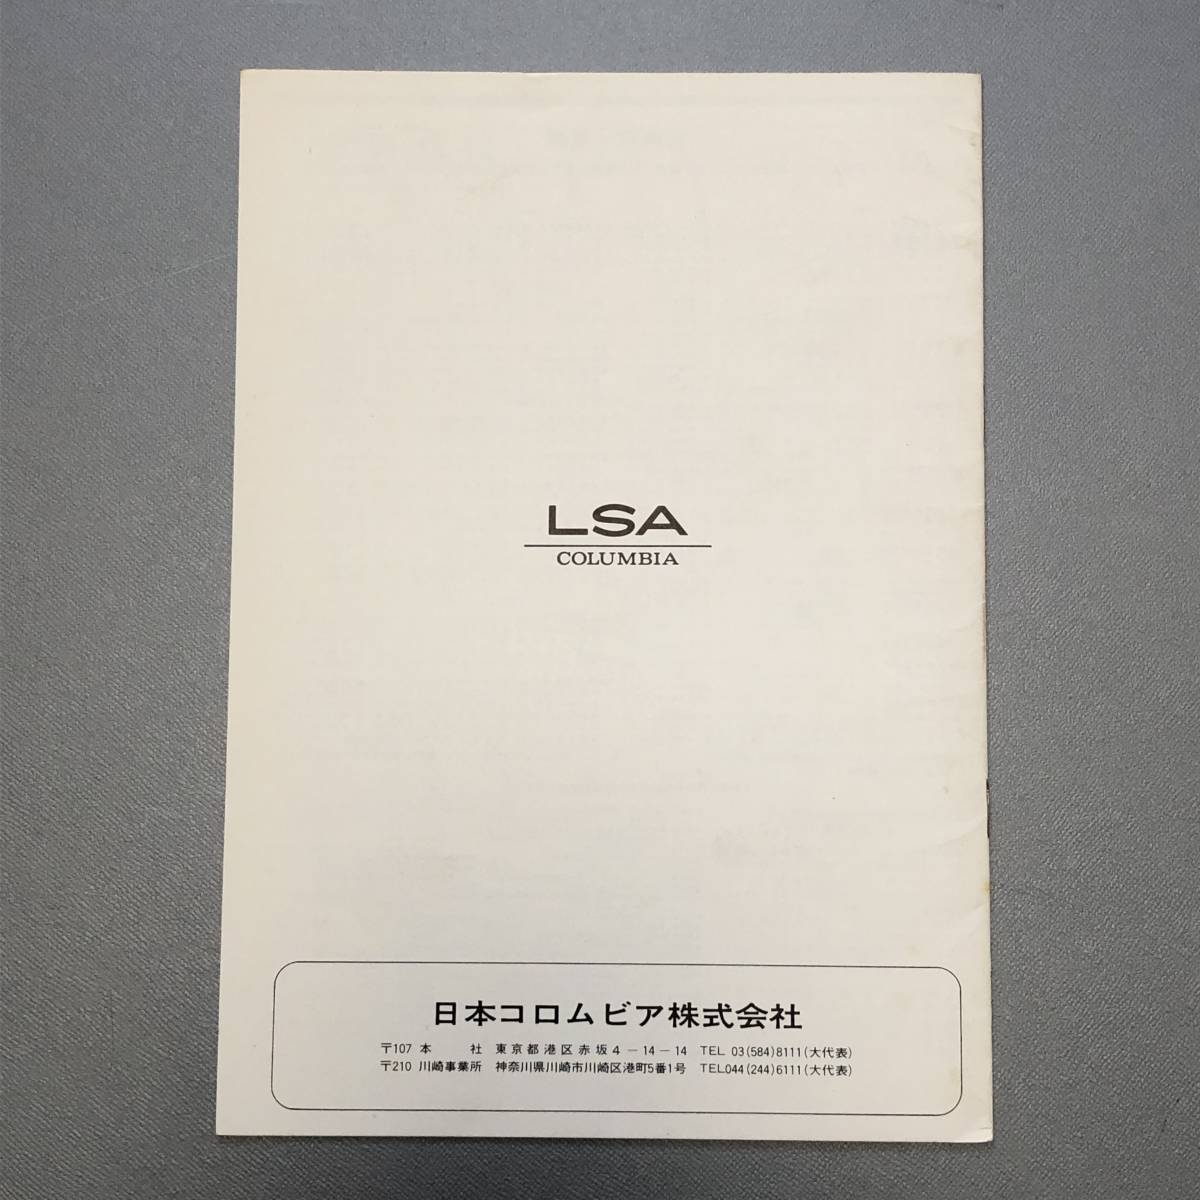 LSA
COLUMBIA
日本コロムビア株式会社
〒107 本 社 東京都港区赤坂4-14-14 TEL 03(584)8111(大代表)
〒210 川崎事業所 神奈川県川崎市川崎区港町5番1号 TEL044(244)6111(大代表)